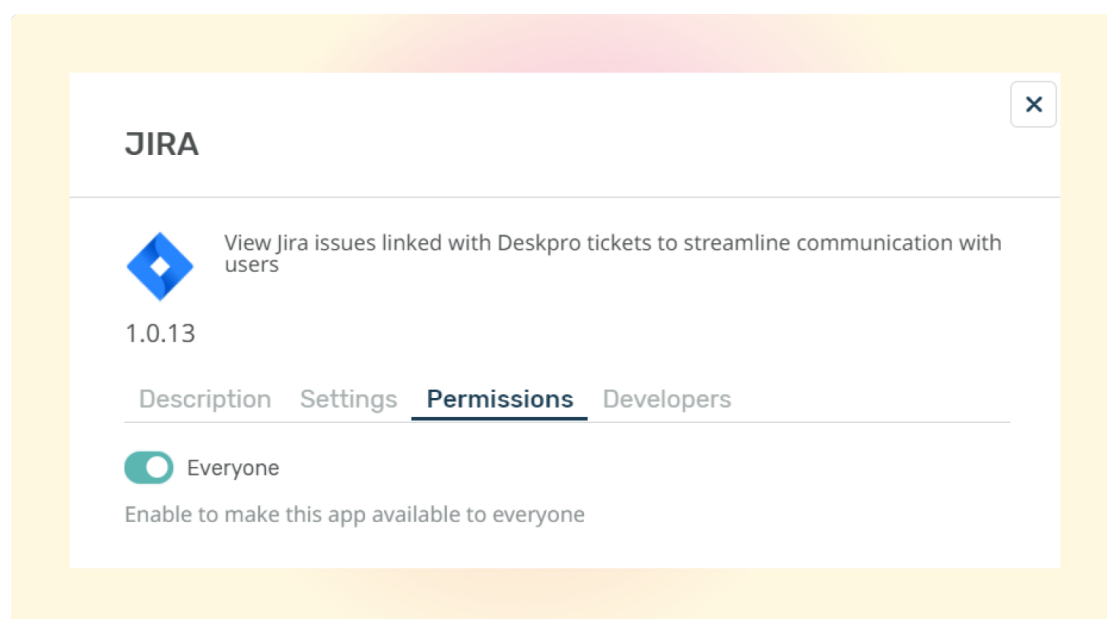 JIRA
View Jira issues linked with Deskpro tickets to streamline communication with
users
1.0.13
Description Settings Permissions Developers
Everyone
Enable to make this app available to everyone